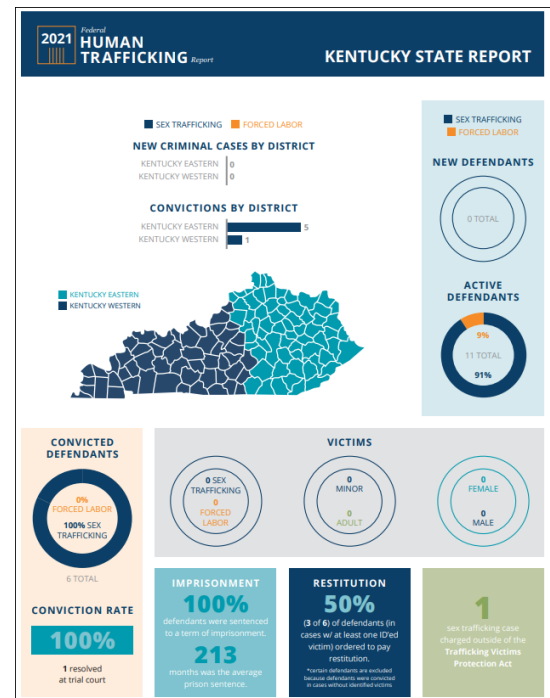 2021
Federal
HUMAN
TRAFFICKING Report
KENTUCKY STATE REPORT
SEX TRAFFICKING FORCED LABOR
NEW CRIMINAL CASES BY DISTRICT
KENTUCKY EASTERN 0
KENTUCKY WESTERN 0
CONVICTIONS BY DISTRICT
KENTUCKY EASTERN 5
KENTUCKY WESTERN 1
KENTUCKY EASTERN
KENTUCKY WESTERN
SEX TRAFFICKING
FORCED LABOR
NEW DEFENDANTS
0 TOTAL
ACTIVE
DEFENDANTS
9%
11 TOTAL
91%
CONVICTED
DEFENDANTS
0%
FORCED LABOR
100% SEX
TRAFFICKING
6 TOTAL
CONVICTION RATE
100%
1 resolved
at trial court
VICTIMS
0 SEX
TRAFFICKING
0
FORCED
LABOR
0
MINOR
0
ADULT
0
FEMALE
0
MALE
IMPRISONMENT
100%
defendants were sentenced
to a term of imprisonment.
213
months was the average
prison sentence.
RESTITUTION
50%
(3 of 6) of defendants (in
cases w/ at least one ID'ed
victim) ordered to pay
restitution.
*certain defendants are excluded
because defendants were convicted
in cases without identified victims
1
sex trafficking case
charged outside of the
Trafficking Victims
Protection Act